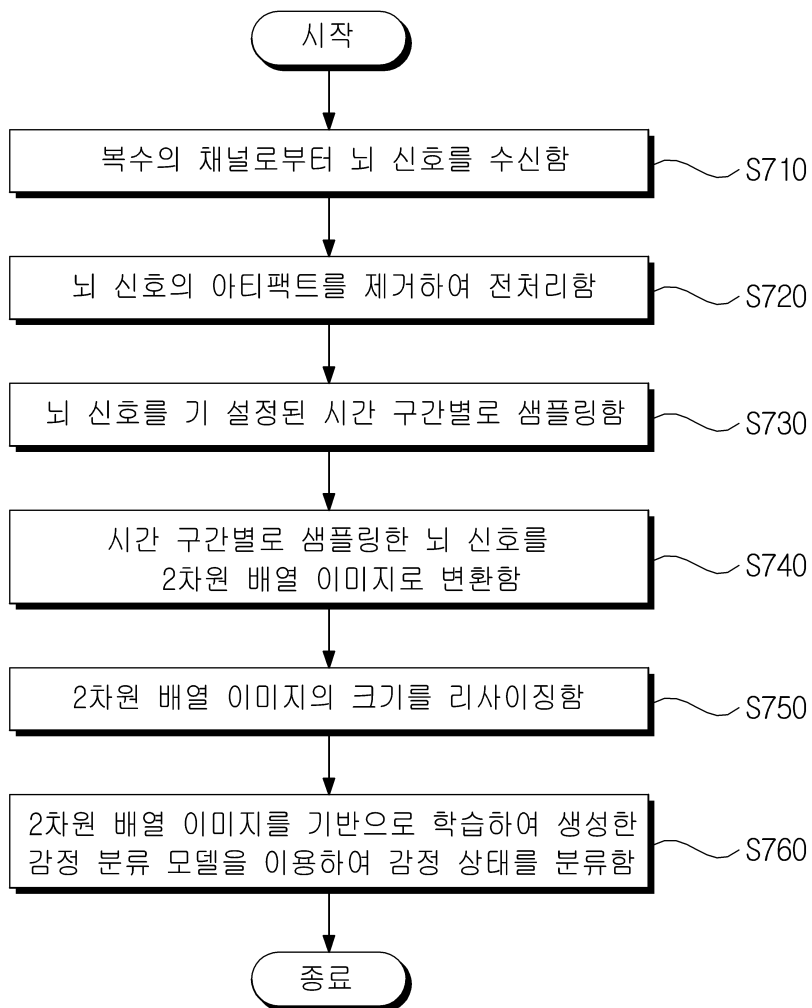 시작
복수의 채널로부터 뇌 신호를 수신함
S710
뇌 신호의 아티팩트를 제거하여 전처리함
S720
뇌 신호를 기 설정된 시간 구간별로 샘플링함
S730
시간 구간별로 샘플링한 뇌 신호를
2차원 배열 이미지로 변환함
S740
2차원 배열 이미지의 크기를 리사이징함
S750
2차원 배열 이미지를 기반으로 학습하여 생성한
감정 분류 모델을 이용하여 감정 상태를 분류함
S760
종료